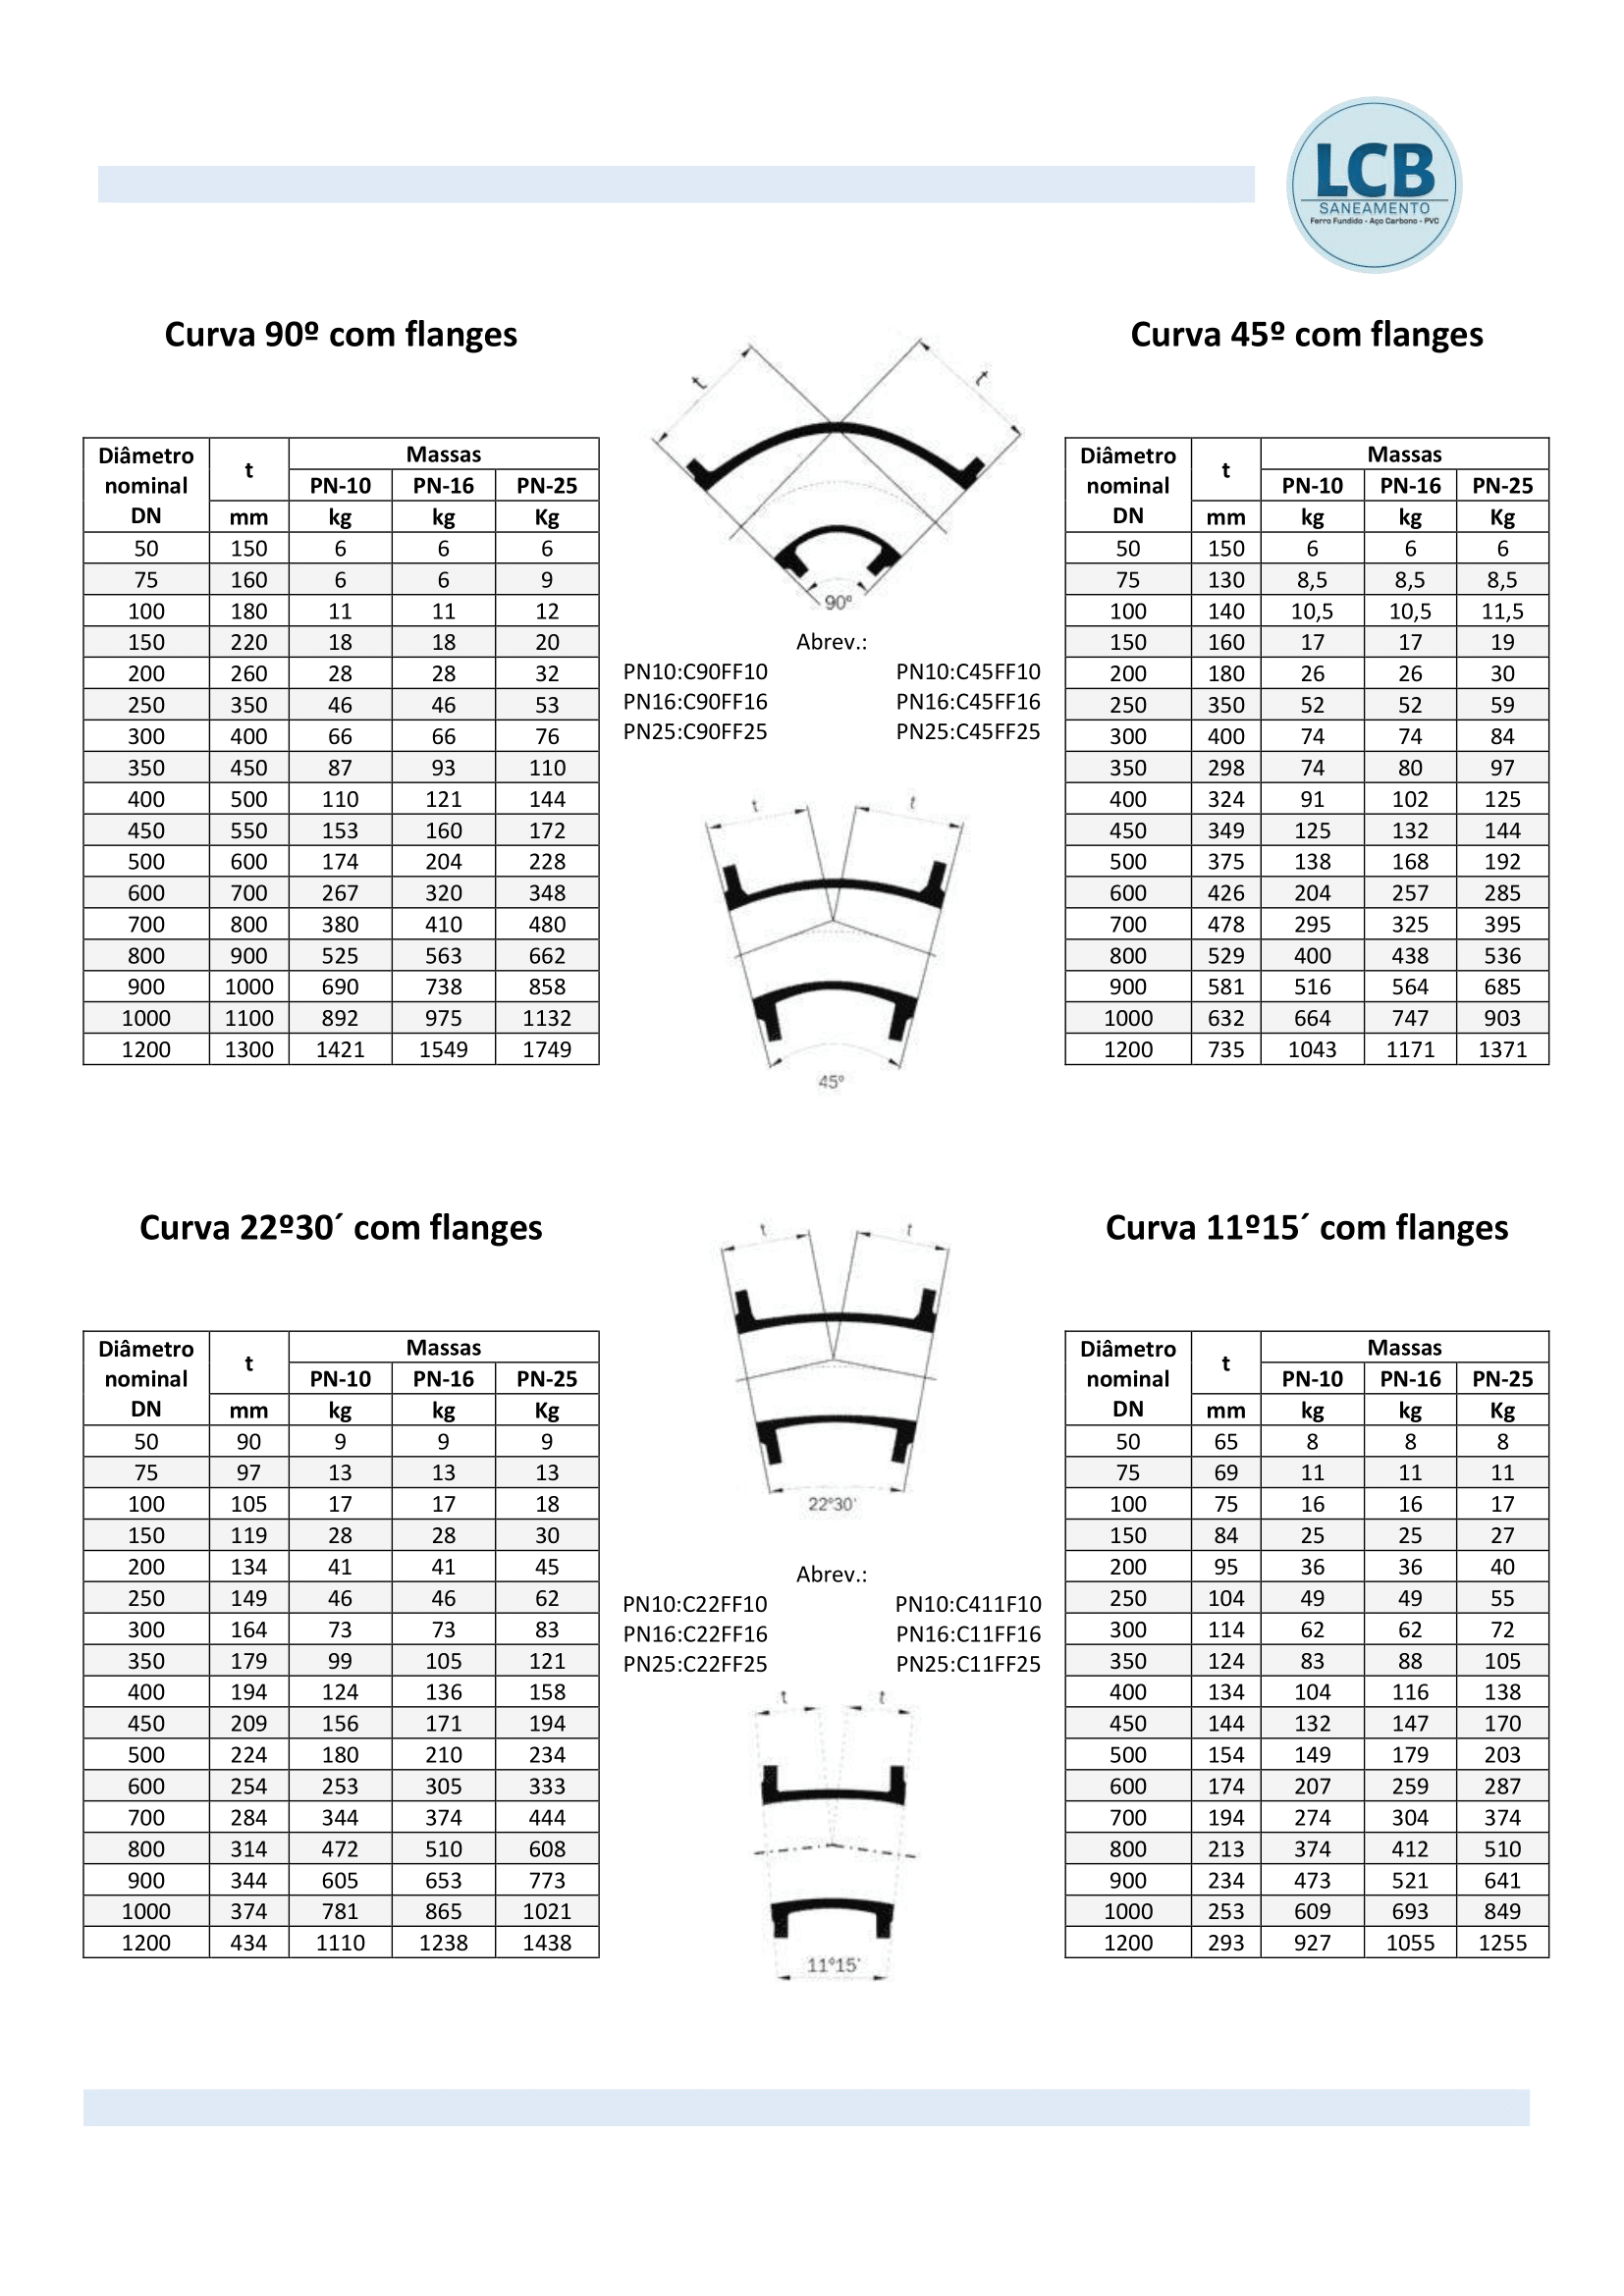 LCB
SANEAMENTO
Ferro Fundido - Aço Carbono - PVC
Curva 90º com flanges
Diâmetro nominal DN t Massas
PN-10 PN-16 PN-25
mm kg kg Kg
50 150 6 6 6
75 160 6 6 9
100 180 11 11 12
150 220 18 18 20
200 260 28 28 32
250 350 46 46 53
300 400 66 66 76
350 450 87 93 110
400 500 110 121 144
450 550 153 160 172
500 600 174 204 228
600 700 267 320 348
700 800 380 410 480
800 900 525 563 662
900 1000 690 738 858
1000 1100 892 975 1132
1200 1300 1421 1549 1749
t t
90º
Abrev.:
PN10:C90FF10 PN10:C45FF10
PN16:C90FF16 PN16:C45FF16
PN25:C90FF25 PN25:C45FF25
t t
45º
Curva 45º com flanges
Diâmetro nominal DN t Massas
PN-10 PN-16 PN-25
mm kg kg Kg
50 150 6 6 6
75 130 8,5 8,5 8,5
100 140 10,5 10,5 11,5
150 160 17 17 19
200 180 26 26 30
250 350 52 52 59
300 400 74 74 84
350 298 74 80 97
400 324 91 102 125
450 349 125 132 144
500 375 138 168 192
600 426 204 257 285
700 478 295 325 395
800 529 400 438 536
900 581 516 564 685
1000 632 664 747 903
1200 735 1043 1171 1371
Curva 22º30´ com flanges
Diâmetro nominal DN t Massas
PN-10 PN-16 PN-25
mm kg kg Kg
50 90 9 9 9
75 97 13 13 13
100 105 17 17 18
150 119 28 28 30
200 134 41 41 45
250 149 46 46 62
300 164 73 73 83
350 179 99 105 121
400 194 124 136 158
450 209 156 171 194
500 224 180 210 234
600 254 253 305 333
700 284 344 374 444
800 314 472 510 608
900 344 605 653 773
1000 374 781 865 1021
1200 434 1110 1238 1438
t t
22º30'
Abrev.:
PN10:C22FF10 PN10:C411F10
PN16:C22FF16 PN16:C11FF16
PN25:C22FF25 PN25:C11FF25
t t
11º15'
Curva 11º15´ com flanges
Diâmetro nominal DN t Massas
PN-10 PN-16 PN-25
mm kg kg Kg
50 65 8 8 8
75 69 11 11 11
100 75 16 16 17
150 84 25 25 27
200 95 36 36 40
250 104 49 49 55
300 114 62 62 72
350 124 83 88 105
400 134 104 116 138
450 144 132 147 170
500 154 149 179 203
600 174 207 259 287
700 194 274 304 374
800 213 374 412 510
900 234 473 521 641
1000 253 609 693 849
1200 293 927 1055 1255